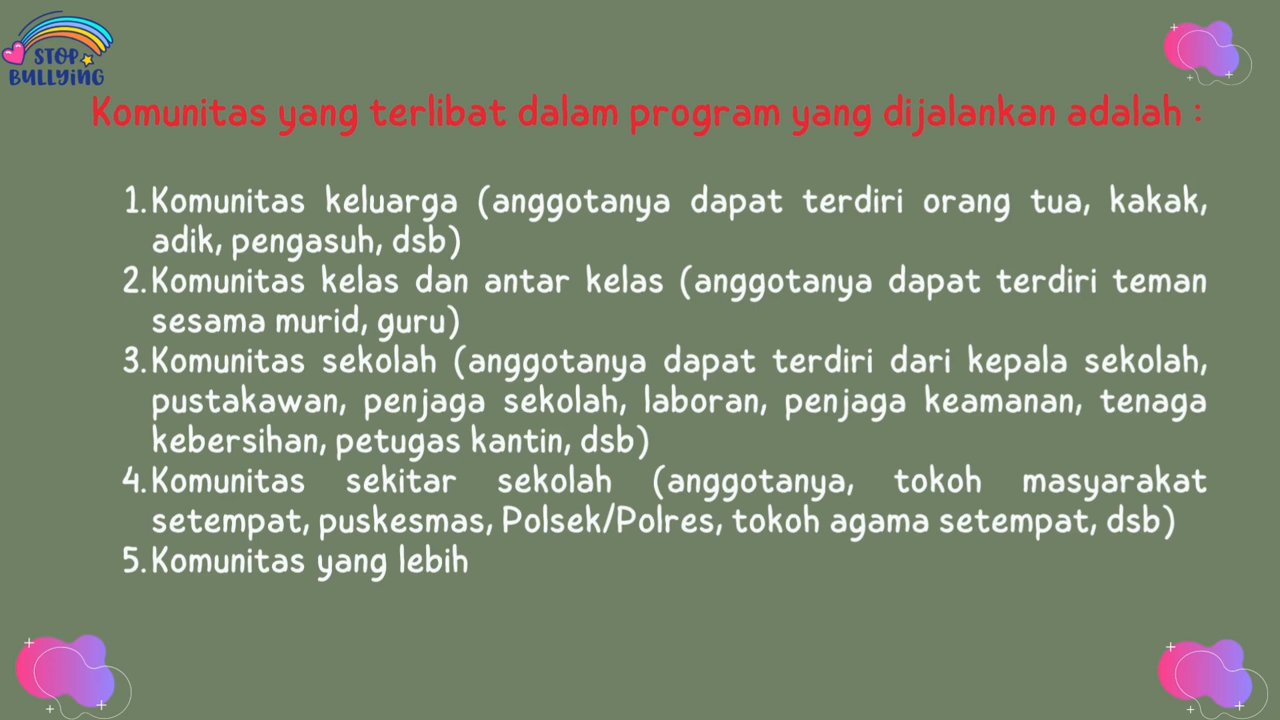 STOP
BULLYiNG
Komunitas yang terlibat dalam program yang dijalankan adalah :
1. Komunitas keluarga (anggotanya dapat terdiri orang tua, kakak,
adik, pengasuh, dsb)
2. Komunitas kelas dan antar kelas (anggotanya dapat terdiri teman
sesama murid, guru)
3. Komunitas sekolah (anggotanya dapat terdiri dari kepala sekolah,
pustakawan, penjaga sekolah, laboran, penjaga keamanan, tenaga
kebersihan, petugas kantin, dsb)
4. Komunitas sekitar sekolah (anggotanya, tokoh masyarakat
setempat, puskesmas, Polsek/Polres, tokoh agama setempat, dsb)
5. Komunitas yang lebih